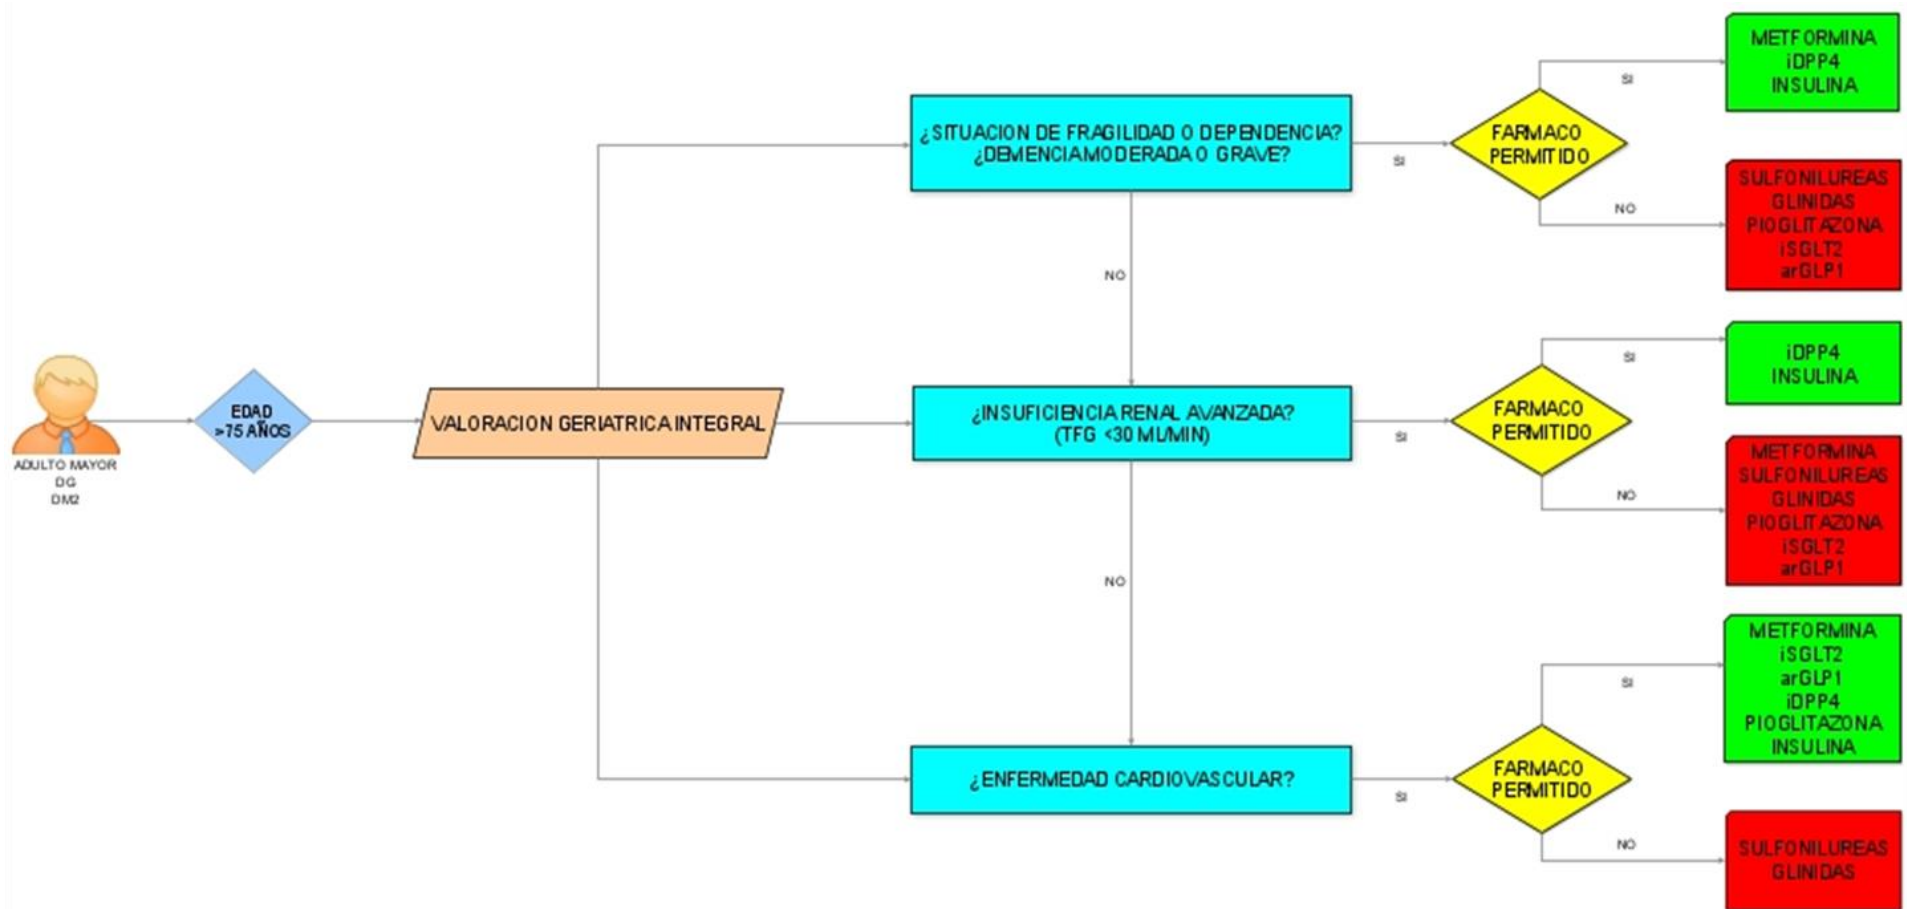 ADULTO MAYOR
DG
DM2
EDAD
>75 AÑOS
VALORACION GERIATRICA INTEGRAL
¿SITUACION DE FRAGILIDAD O DEPENDENCIA?
¿DEMENCIA MODERADA O GRAVE?
SI
NO
FARMACO
PERMITIDO
SI
METFORMINA
iDPP4
INSULINA
NO
SULFONILUREAS
GLINIDAS
PIOGLITAZONA
iSGLT2
arGLP1
¿INSUFICIENCIA RENAL AVANZADA?
(TFG <30 ML/MIN)
SI
NO
FARMACO
PERMITIDO
SI
iDPP4
INSULINA
NO
METFORMINA
SULFONILUREAS
GLINIDAS
PIOGLITAZONA
iSGLT2
arGLP1
¿ENFERMEDAD CARDIOVASCULAR?
SI
FARMACO
PERMITIDO
SI
METFORMINA
iSGLT2
arGLP1
iDPP4
PIOGLITAZONA
INSULINA
NO
SULFONILUREAS
GLINIDAS